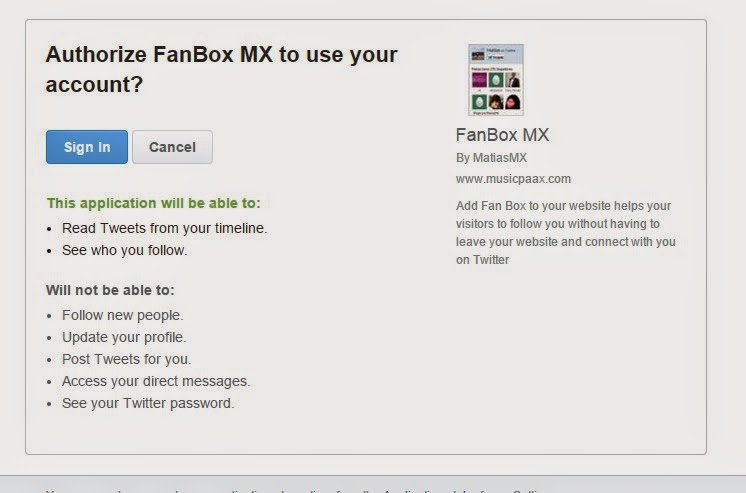 Authorize FanBox MX to use your
account?
Sign In
Cancel
This application will be able to:
Read Tweets from your timeline.
See who you follow.
Will not be able to:
Follow new people.
Update your profile.
Post Tweets for you.
Access your direct messages.
See your Twitter password.
FanBox MX
By MatiasMX
www.musicpaax.com
Add Fan Box to your website helps your
visitors to follow you without having to
leave your website and connect with you
on Twitter